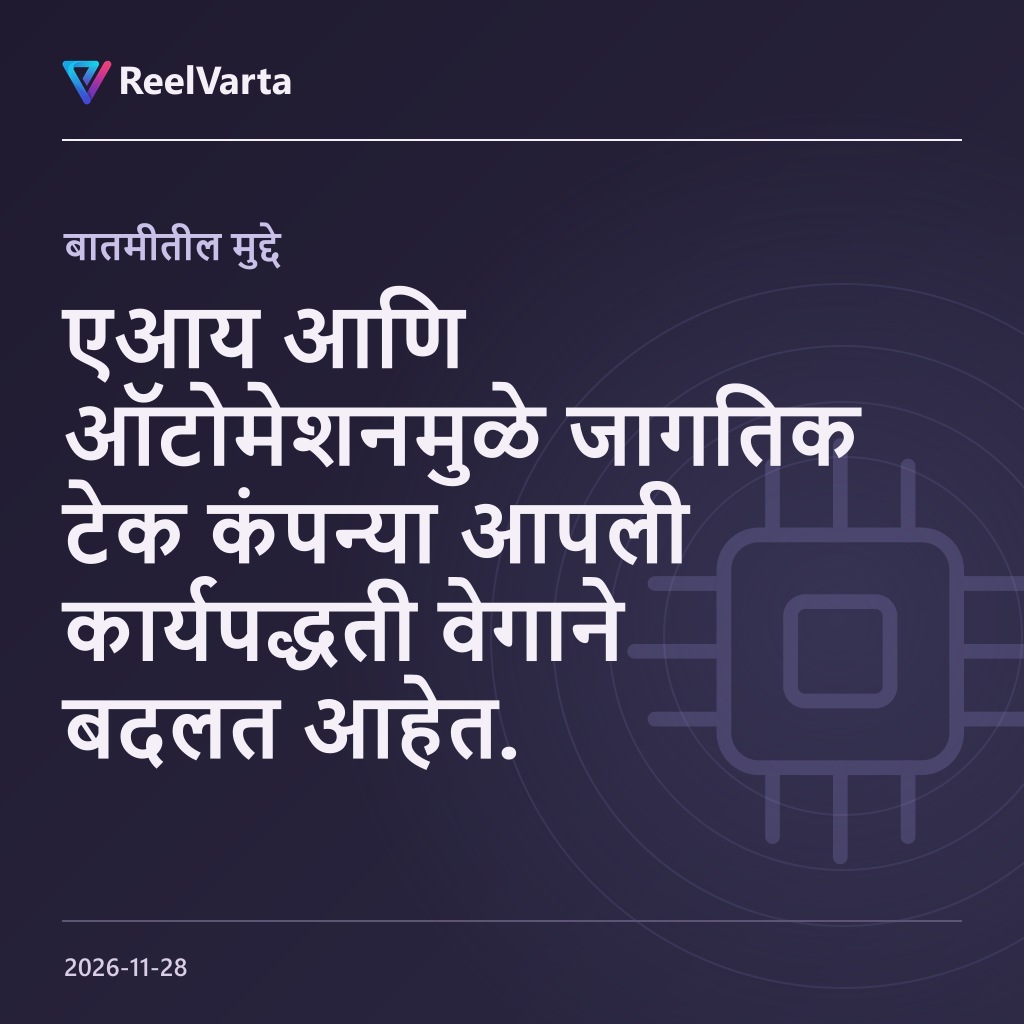 ReelVarta
बातमीतील मुद्दे
एआय आणि
ऑटोमेशनमुळे जागतिक
टेक कंपन्या आपली
कार्यपद्धती वेगाने
बदलत आहेत.
2026-11-28